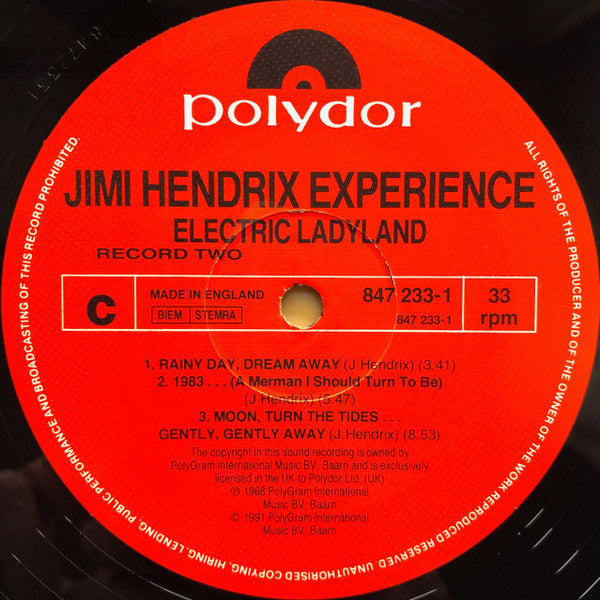 polydor
JIMI HENDRIX EXPERIENCE
ELECTRIC LADYLAND
RECORD TWO
C
MADE IN ENGLAND
BIEM STEMRA
847 233-1
847 233-1
33
rpm
1. RAINY DAY, DREAM AWAY (J Hendrix) (3.41)
2. 1983 . . . (A Merman I Should Turn To Be)
(J Hendrix) (5.47)
3. MOON, TURN THE TIDES . . .
GENTLY, GENTLY AWAY (J Hendrix) (8.53)
The copyright in this sound recording is owned by
PolyGram International Music BV, Baarn and is exclusively
licensed in the UK to Polydor Ltd. (UK)
℗ 1968 PolyGram International
Music BV, Baarn
© 1991 PolyGram International
Music BV, Baarn
ALL RIGHTS OF THE PRODUCER AND OF THE OWNER OF THE WORK REPRODUCED RESERVED. UNAUTHORISED COPYING, HIRING, LENDING, PUBLIC PERFORMANCE AND BROADCASTING OF THIS RECORD PROHIBITED.